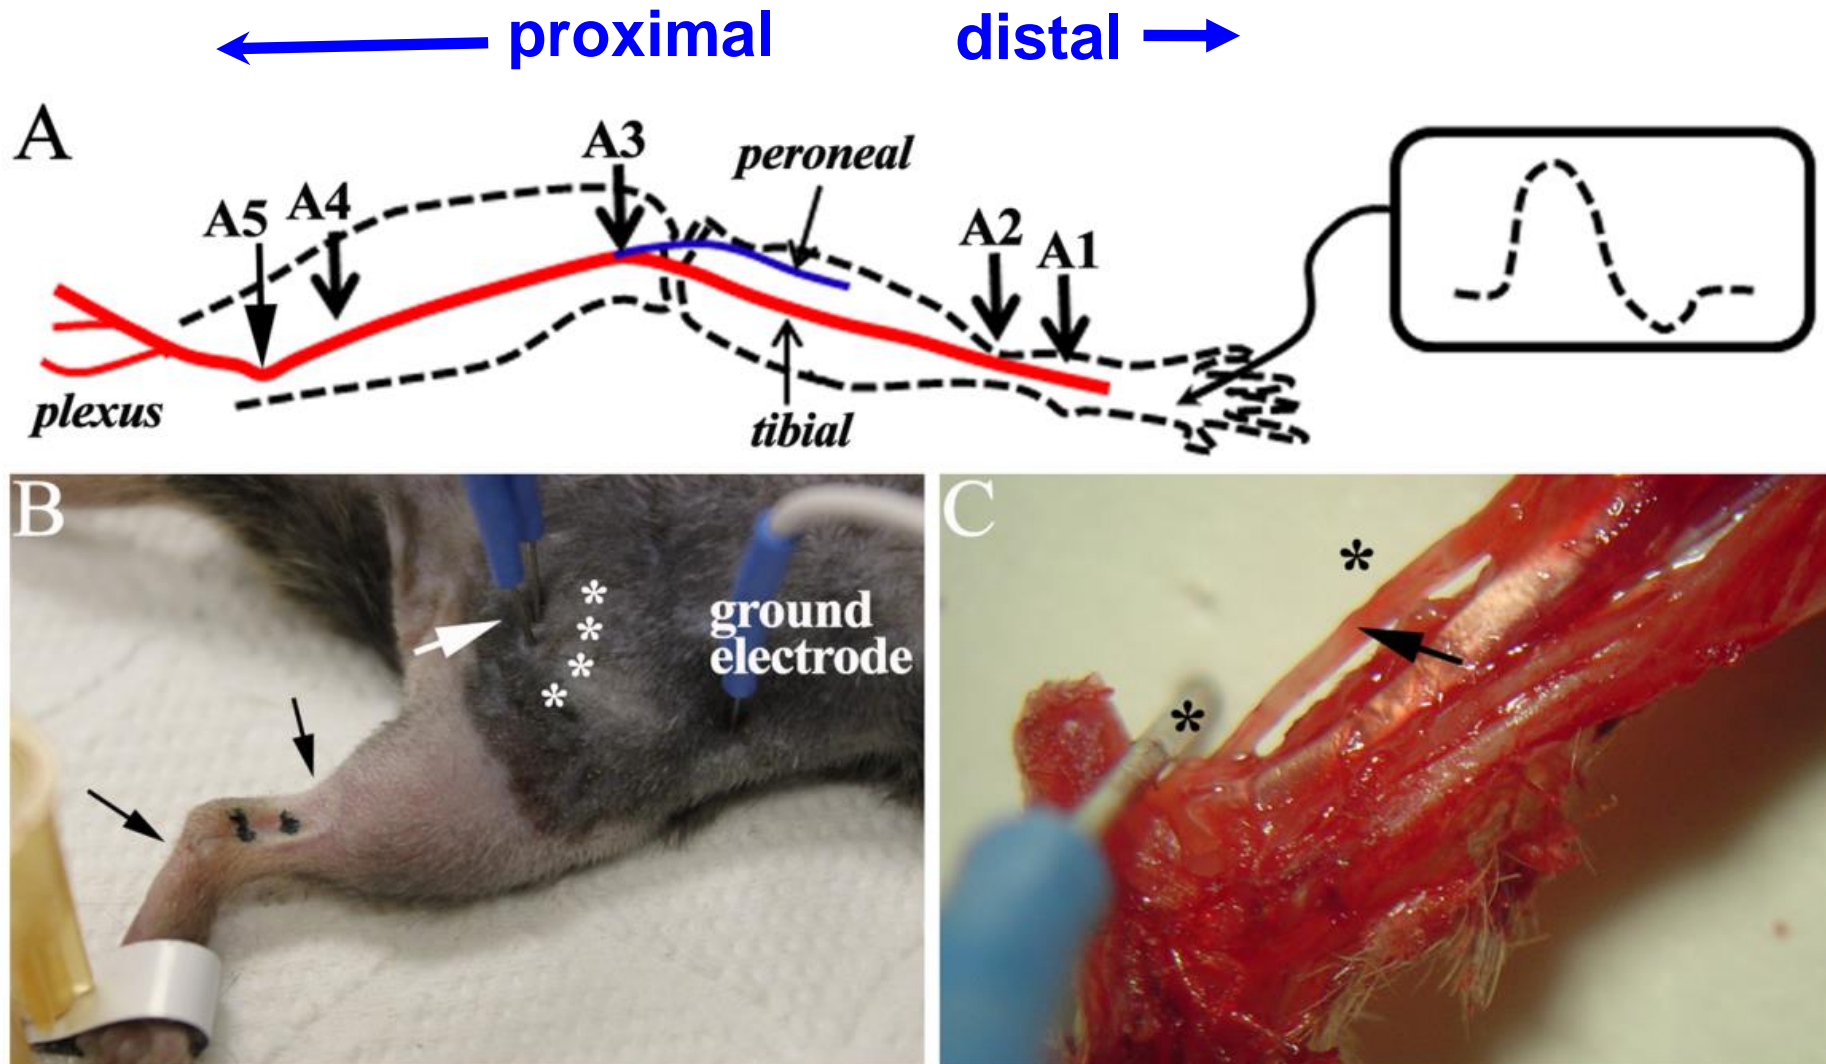 proximal distal
A
A3
peroneal
A4
A5
A2
A1
plexus
tibial
B
C
*
*
ground
*
electrode
*
*
*